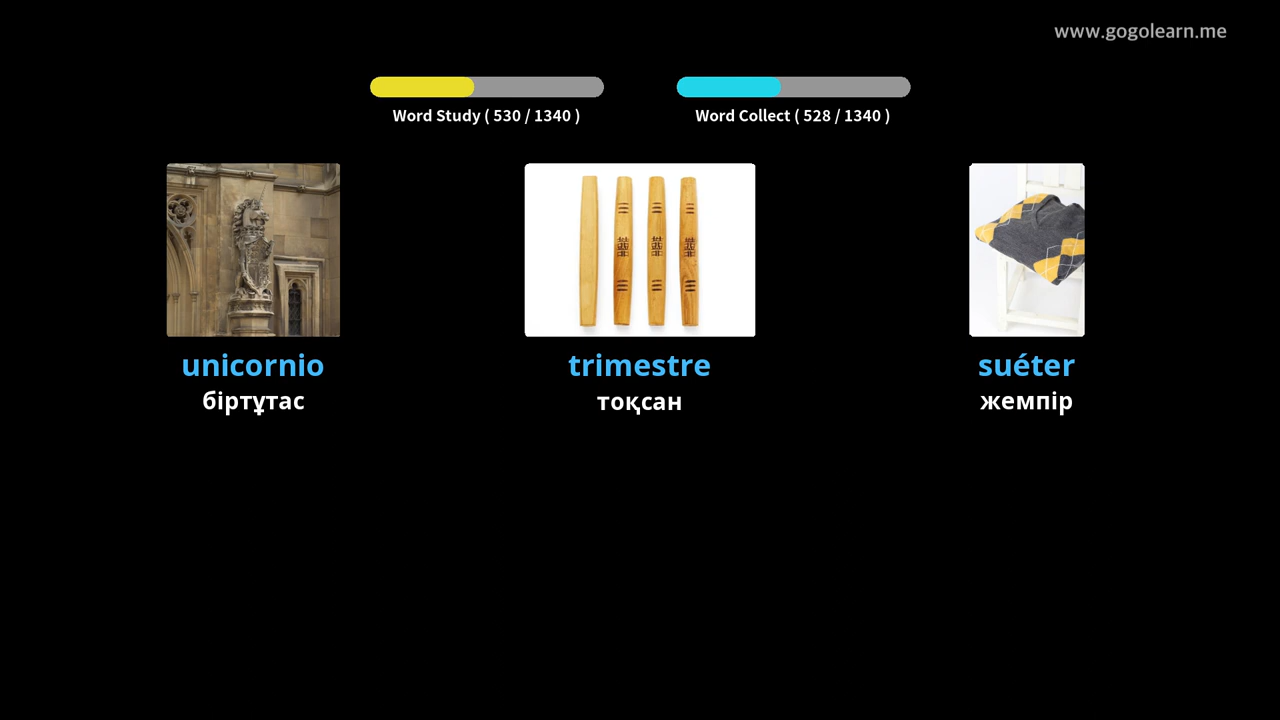 www.gogolearn.me
Word Study ( 530 / 1340 )
Word Collect ( 528 / 1340 )
unicornio
біртұтас
trimestre
тоқсан
suéter
жемпір